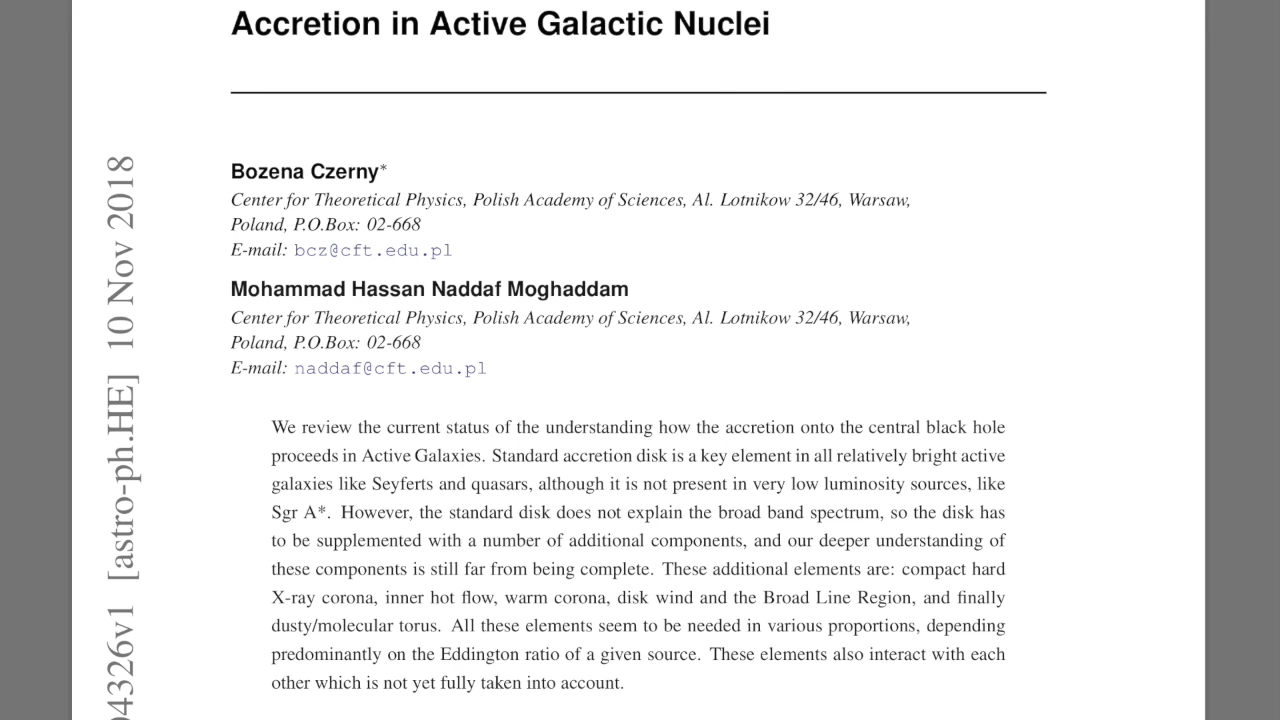 Accretion in Active Galactic Nuclei
Bozena Czerny*
Center for Theoretical Physics, Polish Academy of Sciences, Al. Lotnikow 32/46, Warsaw,
Poland, P.O.Box: 02-668
E-mail: bcz@cft.edu.pl
Mohammad Hassan Naddaf Moghaddam
Center for Theoretical Physics, Polish Academy of Sciences, Al. Lotnikow 32/46, Warsaw,
Poland, P.O.Box: 02-668
E-mail: naddaf@cft.edu.pl
We review the current status of the understanding how the accretion onto the central black hole
proceeds in Active Galaxies. Standard accretion disk is a key element in all relatively bright active
galaxies like Seyferts and quasars, although it is not present in very low luminosity sources, like
Sgr A*. However, the standard disk does not explain the broad band spectrum, so the disk has
to be supplemented with a number of additional components, and our deeper understanding of
these components is still far from being complete. These additional elements are: compact hard
X-ray corona, inner hot flow, warm corona, disk wind and the Broad Line Region, and finally
dusty/molecular torus. All these elements seem to be needed in various proportions, depending
predominantly on the Eddington ratio of a given source. These elements also interact with each
other which is not yet fully taken into account.
04326v1 [astro-ph.HE] 10 Nov 2018